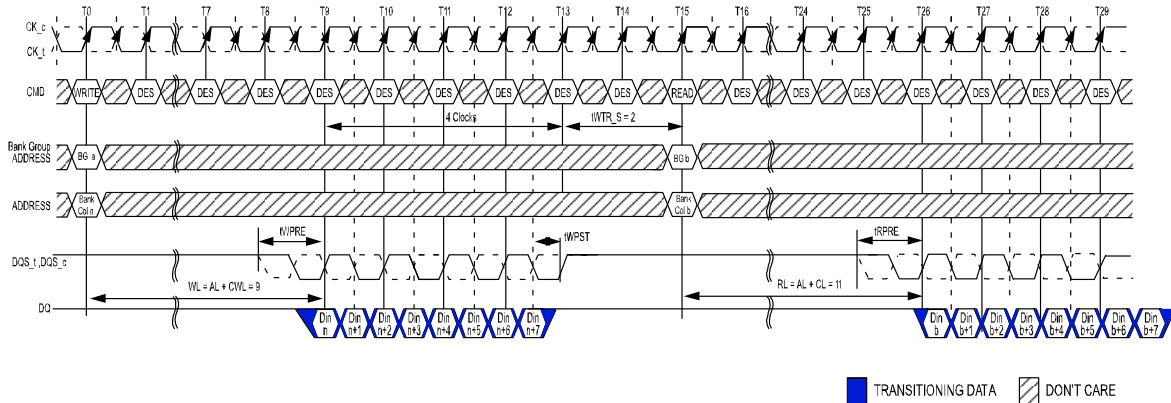 T0 T1 T7 T8 T9 T10 T11 T12 T13 T14 T15 T16 T24 T25 T26 T27 T28 T29
CK_c
CK_t
CMD WRITE DES DES DES DES DES DES DES DES DES READ DES DES DES DES DES DES DES
4 Clocks tWTR_S = 2
Bank Group
ADDRESS BG a BG b
ADDRESS Bank Col n Bank Col b
tWPRE tWPST tRPRE
DQS_t ,DQS_c
WL = AL + CWL = 9 RL = AL + CL = 11
DQ Din n Din n+1 Din n+2 Din n+3 Din n+4 Din n+5 Din n+6 Din n+7 Din b Din b+1 Din b+2 Din b+3 Din b+4 Din b+5 Din b+6 Din b+7
TRANSITIONING DATA DON'T CARE